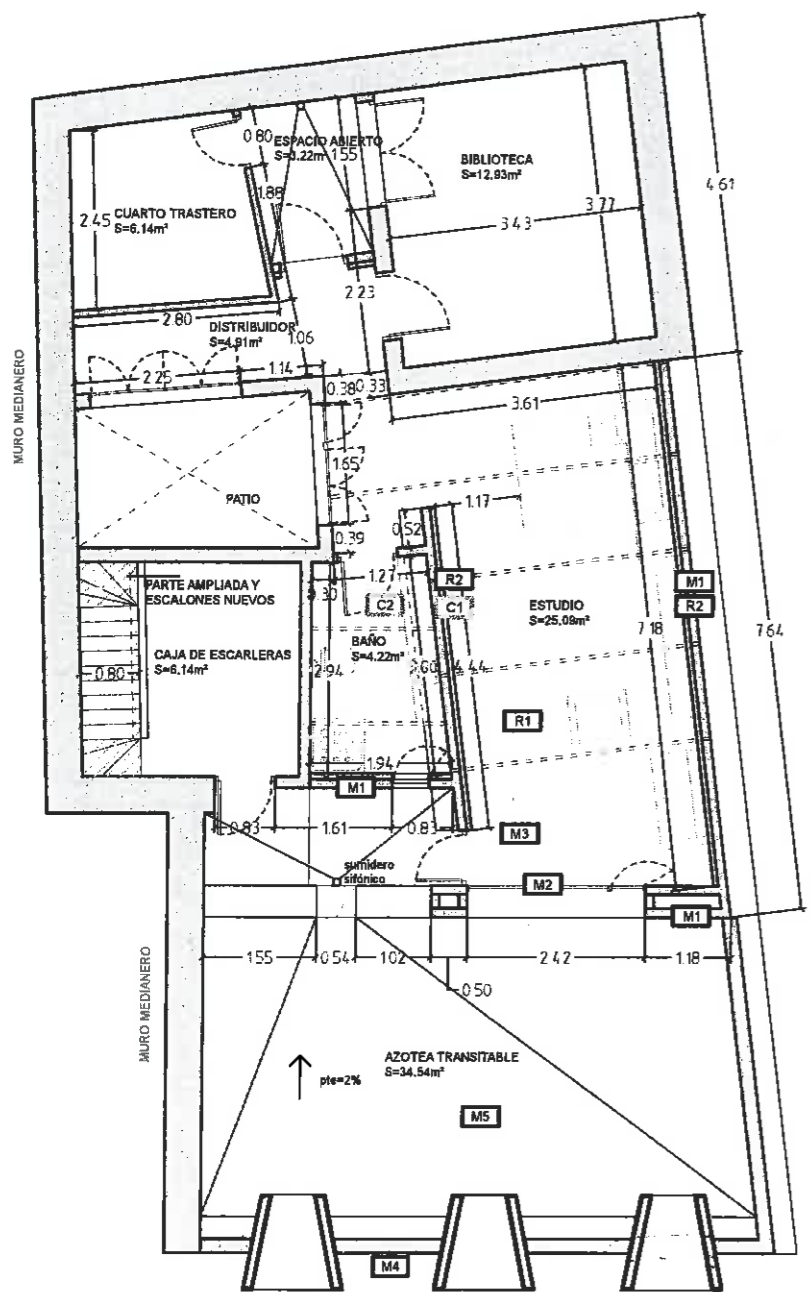 4.61
0.80
ESPACIO ABIERTO
S=3.22m²
1.55
BIBLIOTECA
S=12,93m²
1.88
3.77
2.45
CUARTO TRASTERO
S=6.14m²
3.43
2.23
2.80
DISTRIBUIDOR
S=4.91m²
1.06
2.25
1.14
0.38
0.33
3.61
MURO MEDIANERO
1.65
PATIO
1.17
0.52
0.39
PARTE AMPLIADA Y
ESCALONES NUEVOS
1.27
0.30
R2
M1
C2
C1
R2
ESTUDIO
S=25,09m²
7.18
7.64
BAÑO
S=4.22m²
CAJA DE ESCARLERAS
S=6.14m²
0.80
2.94
4.44
R1
1.94
M1
0.83
1.61
0.83
M3
sumidero
sifónico
M2
M1
1.55
0.54
1.02
2.42
1.18
0.50
MURO MEDIANERO
AZOTEA TRANSITABLE
S=34.54m²
pte=2%
M5
M4